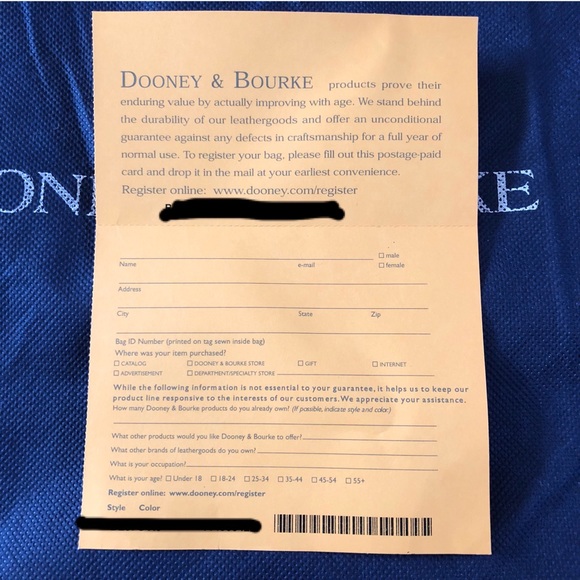 DOONEY & BOURKE products prove their
enduring value by actually improving with age. We stand behind
the durability of our leathergoods and offer an unconditional
guarantee against any defects in craftsmanship for a full year of
normal use. To register your bag, please fill out this postage-paid
card and drop it in the mail at your earliest convenience.
Register online: www.dooney.com/register
ON KE
☐ male
Name e-mail ☐ female
Address
City State Zip
Bag ID Number (printed on tag sewn inside bag)
Where was your item purchased?
☐ CATALOG ☐ DOONEY & BOURKE STORE ☐ GIFT ☐ INTERNET
☐ ADVERTISEMENT ☐ DEPARTMENT/SPECIALTY STORE
While the following information is not essential to your guarantee, it helps us to keep our
product line responsive to the interests of our customers. We appreciate your assistance.
How many Dooney & Bourke products do you already own? (If possible, indicate style and color.)
What other products would you like Dooney & Bourke to offer?
What other brands of leathergoods do you own?
What is your occupation?
What is your age? ☐ Under 18 ☐ 18-24 ☐ 25-34 ☐ 35-44 ☐ 45-54 ☐ 55+
Register online: www.dooney.com/register
Style Color